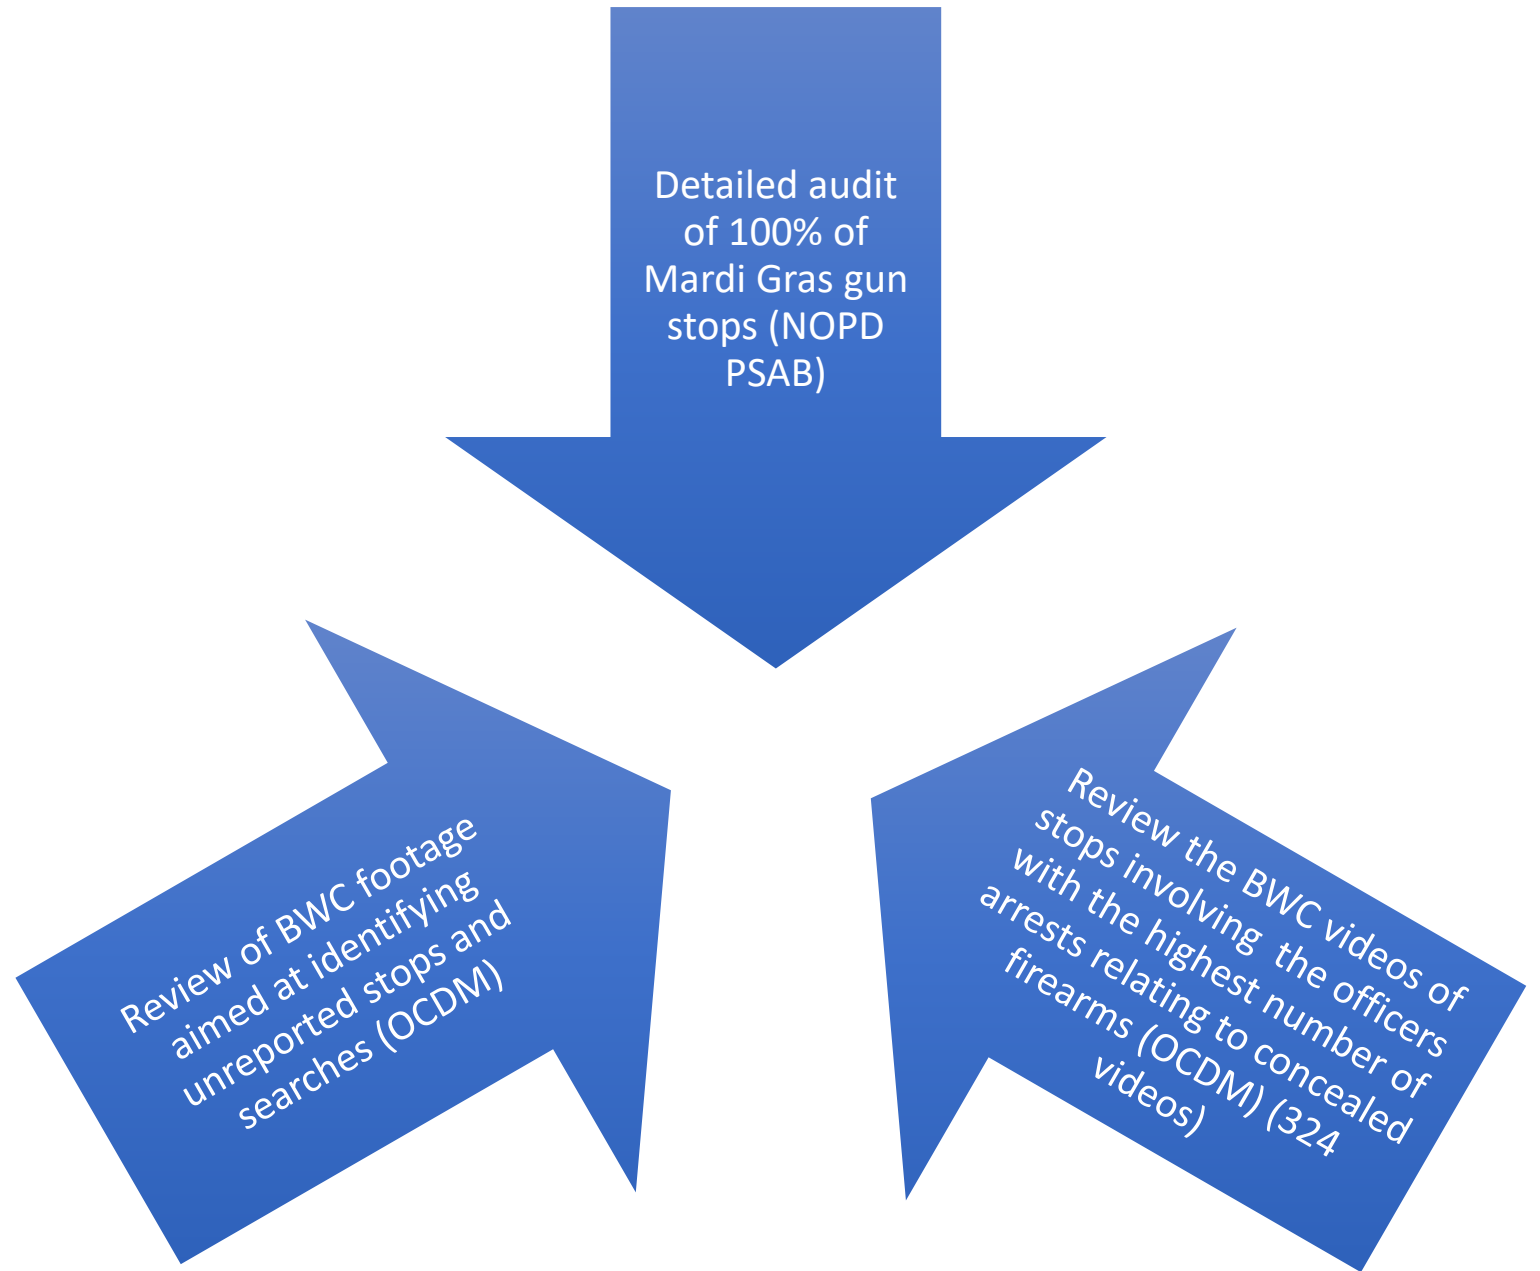 Detailed audit
of 100% of
Mardi Gras gun
stops (NOPD
PSAB)
Review of BWC footage
aimed at identifying
unreported stops and
searches (OCDM)
Review the BWC videos of
stops involving  the officers
with the highest number of
arrests relating to concealed
firearms (OCDM) (324
videos)